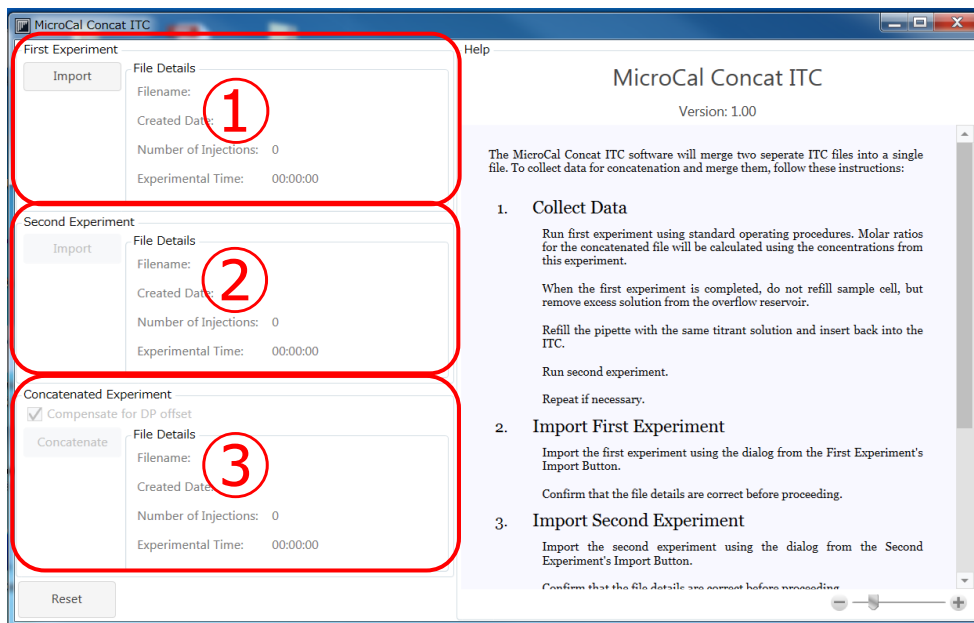 MicroCal Concat ITC
First Experiment
Import
File Details
Filename:
Created Date:
①
Number of Injections: 0
Experimental Time: 00:00:00
Second Experiment
Import
File Details
Filename:
Created Date:
②
Number of Injections: 0
Experimental Time: 00:00:00
Concatenated Experiment
Compensate for DP offset
Concatenate
File Details
Filename:
Created Date:
③
Number of Injections: 0
Experimental Time: 00:00:00
Reset
Help
MicroCal Concat ITC
Version: 1.00
The MicroCal Concat ITC software will merge two seperate ITC files into a single
file. To collect data for concatenation and merge them, follow these instructions:
1. Collect Data
Run first experiment using standard operating procedures. Molar ratios
for the concatenated file will be calculated using the concentrations from
this experiment.
When the first experiment is completed, do not refill sample cell, but
remove excess solution from the overflow reservoir.
Refill the pipette with the same titrant solution and insert back into the
ITC.
Run second experiment.
Repeat if necessary.
2. Import First Experiment
Import the first experiment using the dialog from the First Experiment's
Import Button.
Confirm that the file details are correct before proceeding.
3. Import Second Experiment
Import the second experiment using the dialog from the Second
Experiment's Import Button.
Confirm that the file details are correct before proceeding